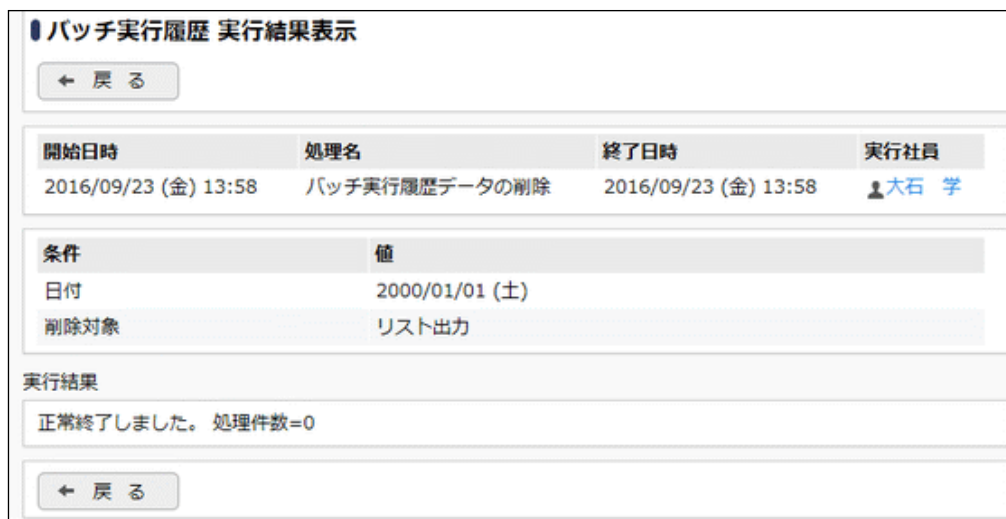 バッチ実行履歴 実行結果表示
← 戻 る
開始日時 処理名 終了日時 実行社員
2016/09/23 (金) 13:58 バッチ実行履歴データの削除 2016/09/23 (金) 13:58 大石　学
条件 値
日付 2000/01/01 (土)
削除対象 リスト出力
実行結果
正常終了しました。 処理件数=0
← 戻 る